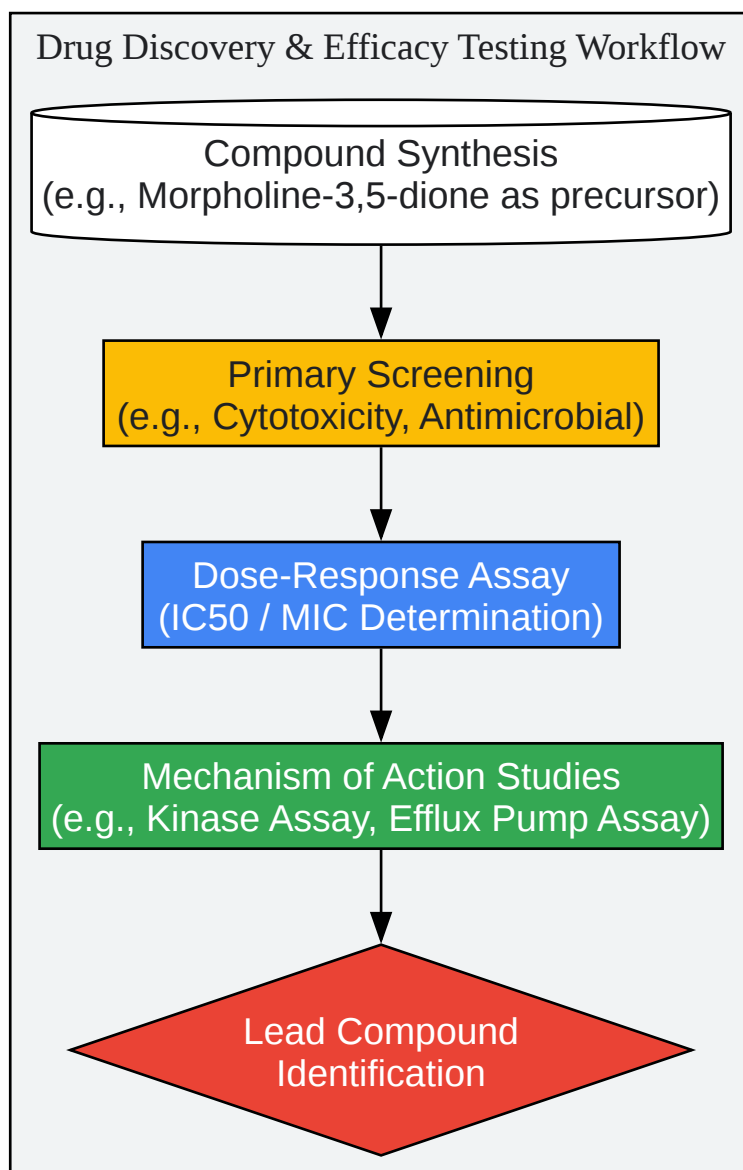 Drug Discovery & Efficacy Testing Workflow
Compound Synthesis
(e.g., Morpholine-3,5-dione as precursor)
Primary Screening
(e.g., Cytotoxicity, Antimicrobial)
Dose-Response Assay
(IC50 / MIC Determination)
Mechanism of Action Studies
(e.g., Kinase Assay, Efflux Pump Assay)
Lead Compound
Identification